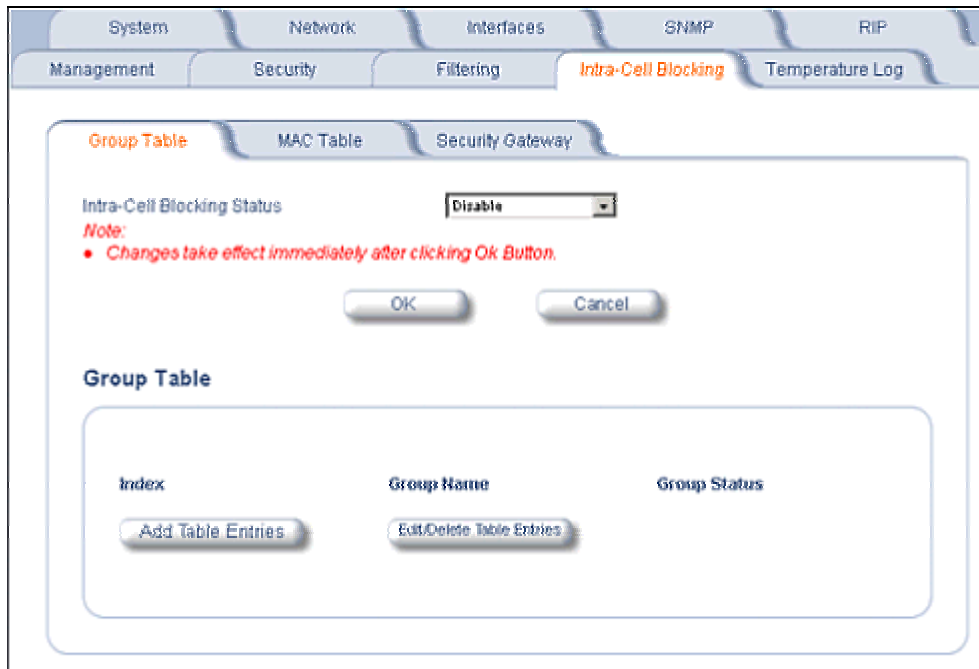 System Network Interfaces SNMP RIP
Management Security Filtering Intra-Cell Blocking Temperature Log
Group Table MAC Table Security Gateway
Intra-Cell Blocking Status Disable
Note:
• Changes take effect immediately after clicking Ok Button.
OK Cancel
Group Table
Index Group Name Group Status
Add Table Entries Edit/Delete Table Entries